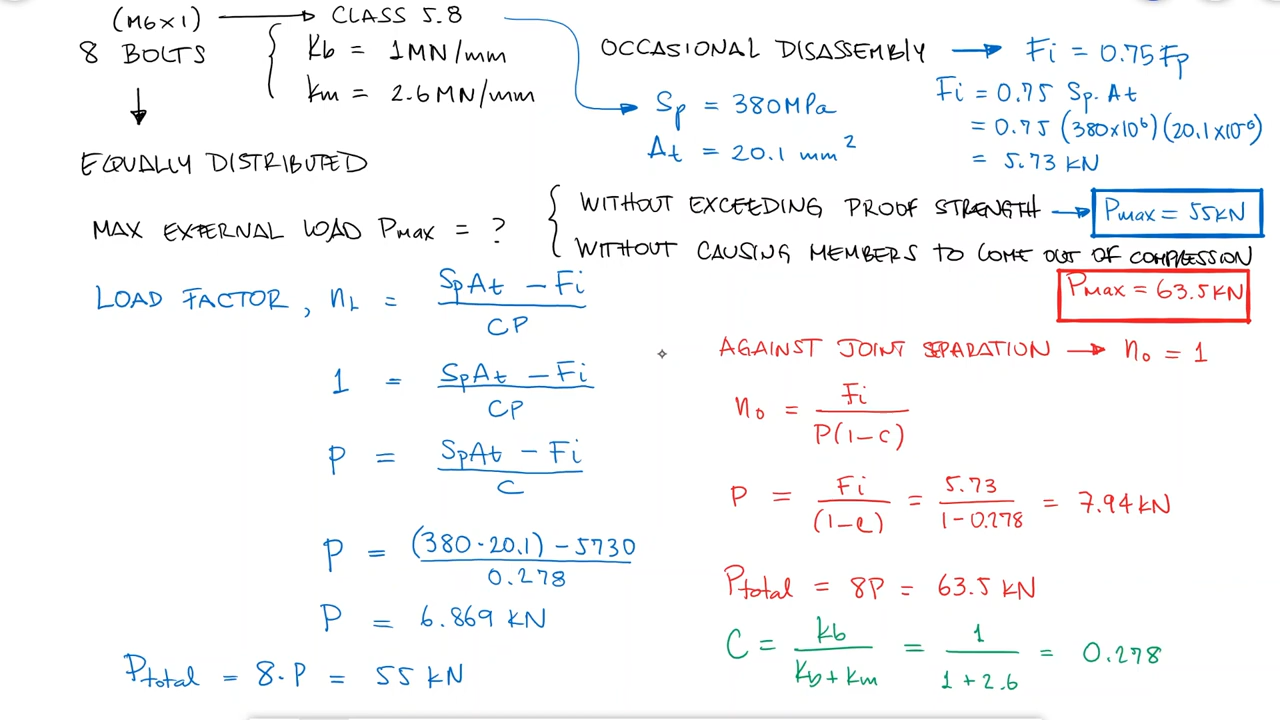 (M6×1) → CLASS 5.8
8 BOLTS
kb = 1MN/mm
km = 2.6MN/mm
EQUALLY DISTRIBUTED
OCCASIONAL DISASSEMBLY → Fi = 0.75Fp
Sp = 380MPa
At = 20.1 mm²
Fi = 0.75 Sp. At
= 0.75 (380×10⁶)(20.1×10⁻⁶)
= 5.73 KN
MAX EXTERNAL LOAD Pmax = ?
WITHOUT EXCEEDING PROOF STRENGTH → Pmax = 55KN
WITHOUT CAUSING MEMBERS TO COME OUT OF COMPRESSION
Pmax = 63.5KN
LOAD FACTOR, nL = SpAt - Fi / CP
1 = SpAt - Fi / CP
P = SpAt - Fi / C
P = (380·20.1) - 5730 / 0.278
P = 6.869 KN
Ptotal = 8·P = 55 KN
AGAINST JOINT SEPARATION → n₀ = 1
n₀ = Fi / P(1-C)
P = Fi / (1-C) = 5.73 / 1-0.278 = 7.94KN
Ptotal = 8P = 63.5 KN
C = kb / kb+km = 1 / 1+2.6 = 0.278